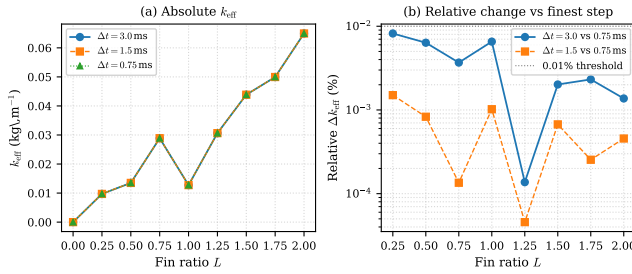 (a) Absolute k_eff
Δt = 3.0 ms
Δt = 1.5 ms
Δt = 0.75 ms
k_eff (kg\,m⁻¹)
0.06
0.05
0.04
0.03
0.02
0.01
0.00
0.00 0.25 0.50 0.75 1.00 1.25 1.50 1.75 2.00
Fin ratio L
(b) Relative change vs finest step
Δt = 3.0 vs 0.75 ms
Δt = 1.5 vs 0.75 ms
0.01% threshold
Relative Δk_eff (%)
10⁻²
10⁻³
10⁻⁴
0.25 0.50 0.75 1.00 1.25 1.50 1.75 2.00
Fin ratio L